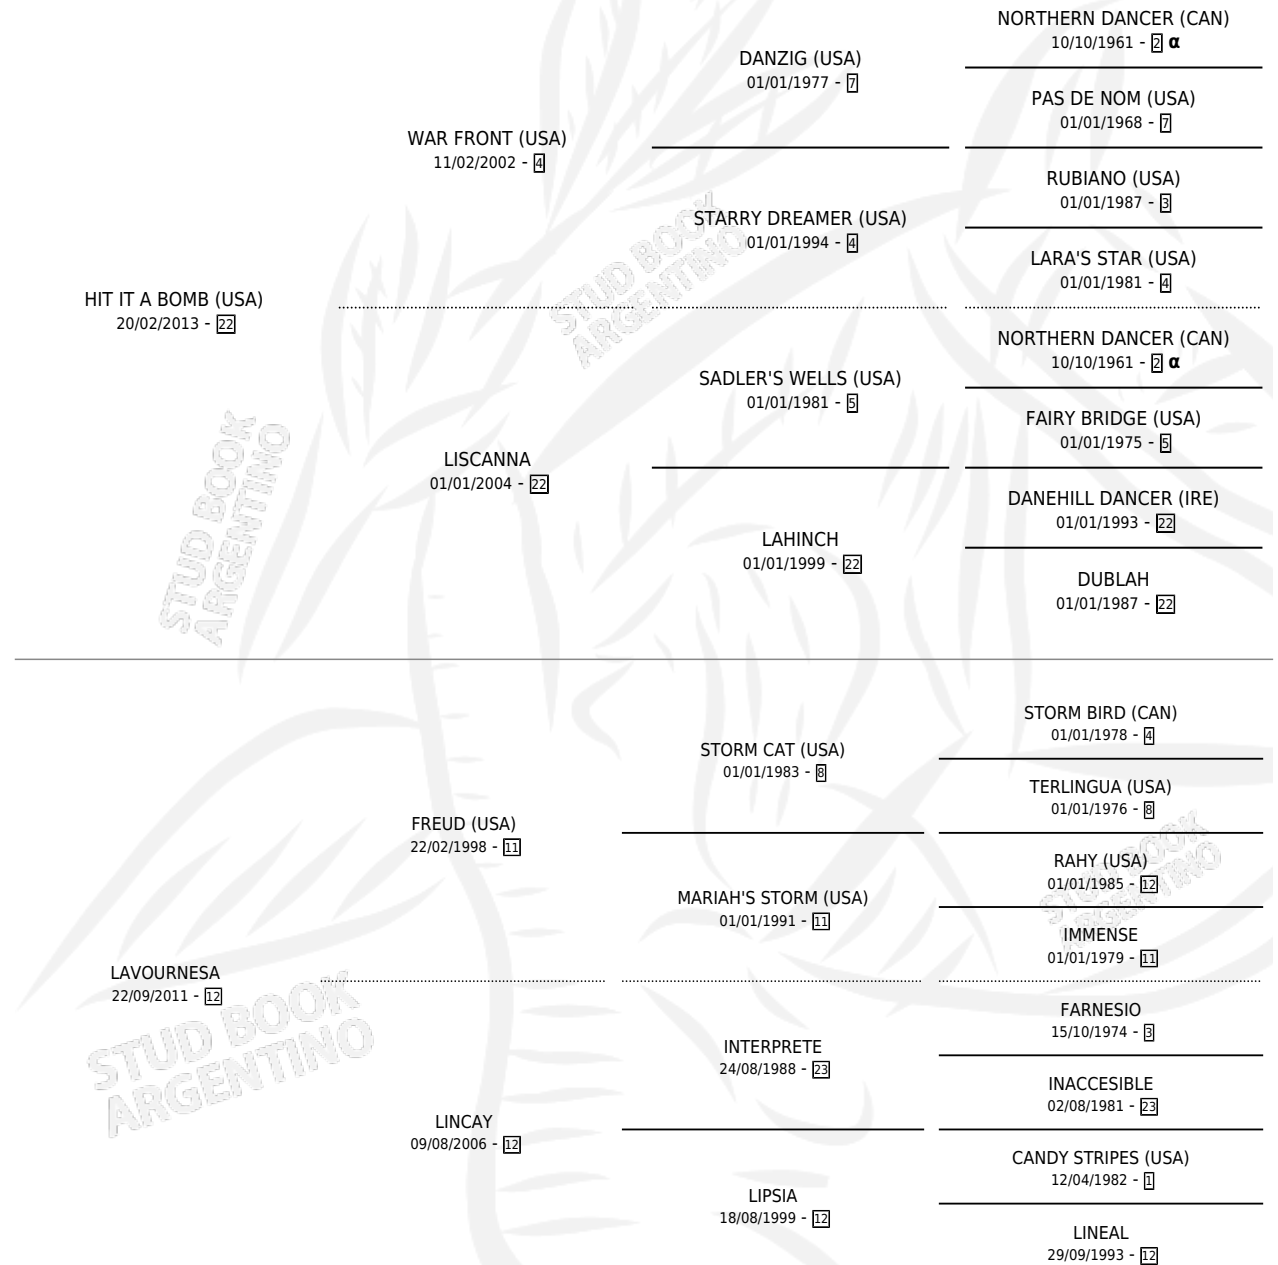 NORTHERN DANCER (CAN)
10/10/1961 - 2 α
DANZIG (USA)
01/01/1977 - 7
PAS DE NOM (USA)
01/01/1968 - 7
WAR FRONT (USA)
11/02/2002 - 4
RUBIANO (USA)
01/01/1987 - 3
STARRY DREAMER (USA)
01/01/1994 - 4
LARA'S STAR (USA)
01/01/1981 - 4
HIT IT A BOMB (USA)
20/02/2013 - 22
NORTHERN DANCER (CAN)
10/10/1961 - 2 α
SADLER'S WELLS (USA)
01/01/1981 - 5
FAIRY BRIDGE (USA)
01/01/1975 - 5
LISCANNA
01/01/2004 - 22
DANEHILL DANCER (IRE)
01/01/1993 - 22
LAHINCH
01/01/1999 - 22
DUBLAH
01/01/1987 - 22
STORM BIRD (CAN)
01/01/1978 - 4
STORM CAT (USA)
01/01/1983 - 8
TERLINGUA (USA)
01/01/1976 - 8
FREUD (USA)
22/02/1998 - 11
RAHY (USA)
01/01/1985 - 12
MARIAH'S STORM (USA)
01/01/1991 - 11
IMMENSE
01/01/1979 - 11
LAVOURNESA
22/09/2011 - 12
FARNESIO
15/10/1974 - 3
INTERPRETE
24/08/1988 - 23
INACCESIBLE
02/08/1981 - 23
LINCAY
09/08/2006 - 12
CANDY STRIPES (USA)
12/04/1982 - 1
LIPSIA
18/08/1999 - 12
LINEAL
29/09/1993 - 12
STUD BOOK
ARGENTINO
STUD BOOK
ARGENTINO
STUD BOOK
ARGENTINO
STUD BOOK
ARGENTINO